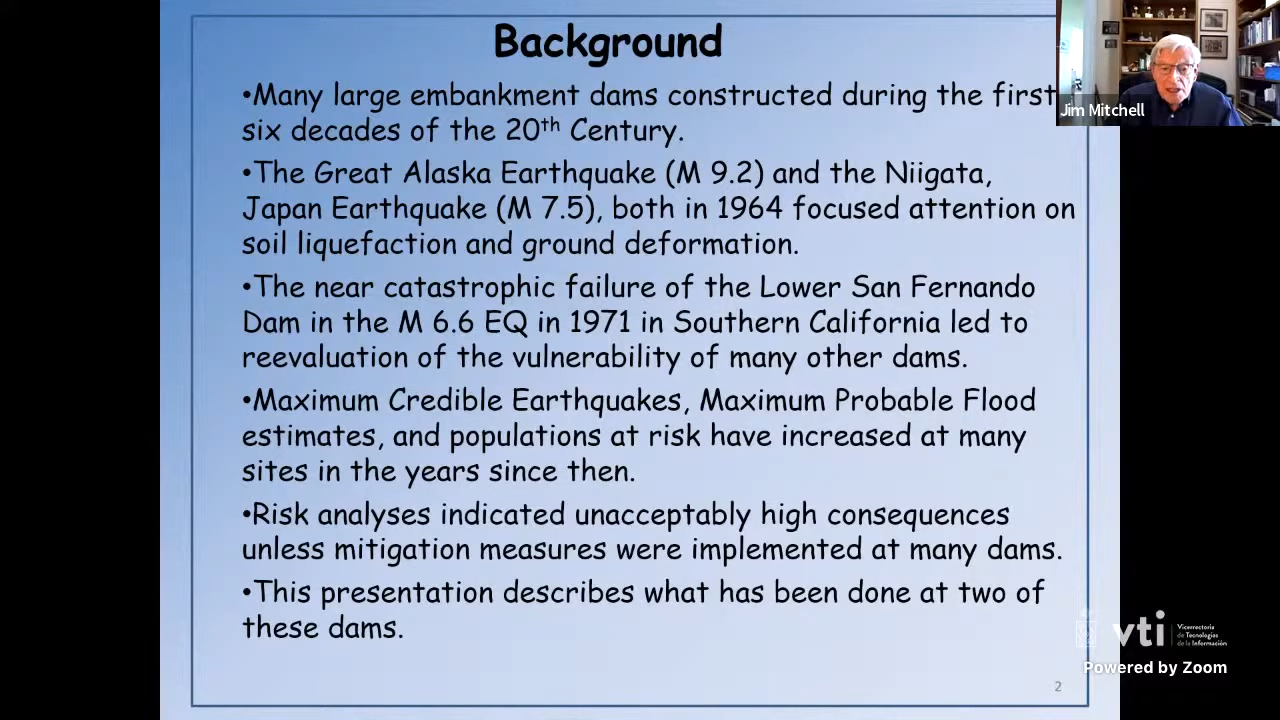 Background
•Many large embankment dams constructed during the first
six decades of the 20th Century.
•The Great Alaska Earthquake (M 9.2) and the Niigata,
Japan Earthquake (M 7.5), both in 1964 focused attention on
soil liquefaction and ground deformation.
•The near catastrophic failure of the Lower San Fernando
Dam in the M 6.6 EQ in 1971 in Southern California led to
reevaluation of the vulnerability of many other dams.
•Maximum Credible Earthquakes, Maximum Probable Flood
estimates, and populations at risk have increased at many
sites in the years since then.
•Risk analyses indicated unacceptably high consequences
unless mitigation measures were implemented at many dams.
•This presentation describes what has been done at two of
these dams.
2
Jim Mitchell
vti
Vicerrectoría
de Tecnologías
de la Información
Powered by Zoom